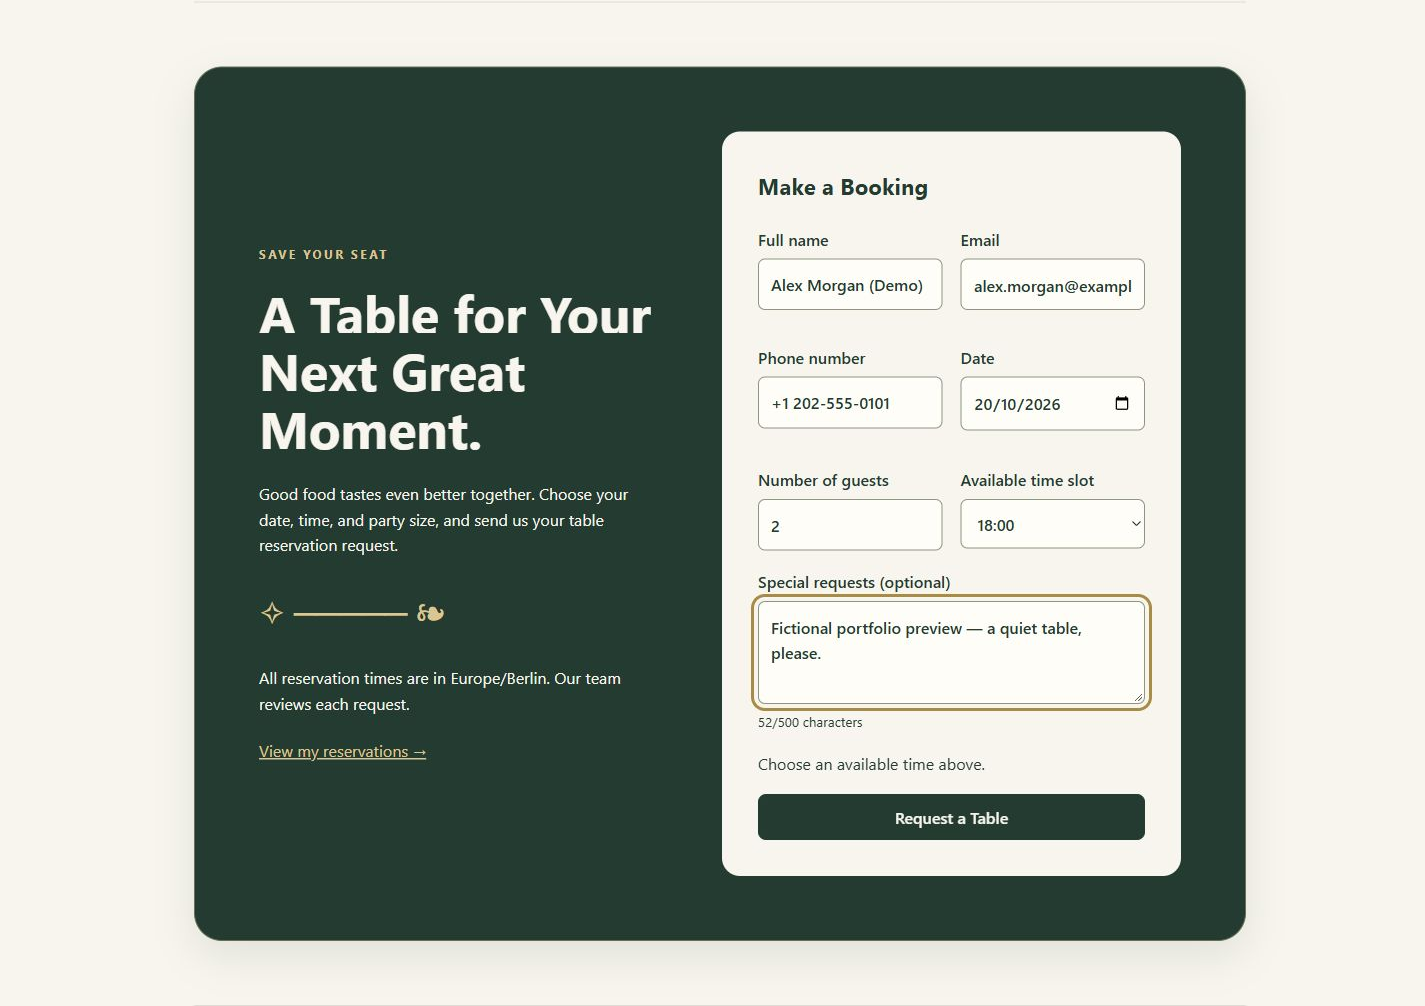 SAVE YOUR SEAT
A Table for Your
Next Great
Moment.
Good food tastes even better together. Choose your
date, time, and party size, and send us your table
reservation request.
All reservation times are in Europe/Berlin. Our team
reviews each request.
View my reservations →
Make a Booking
Full name
Alex Morgan (Demo)
Email
alex.morgan@exampl
Phone number
+1 202-555-0101
Date
20/10/2026
Number of guests
2
Available time slot
18:00
Special requests (optional)
Fictional portfolio preview — a quiet table,
please.
52/500 characters
Choose an available time above.
Request a Table